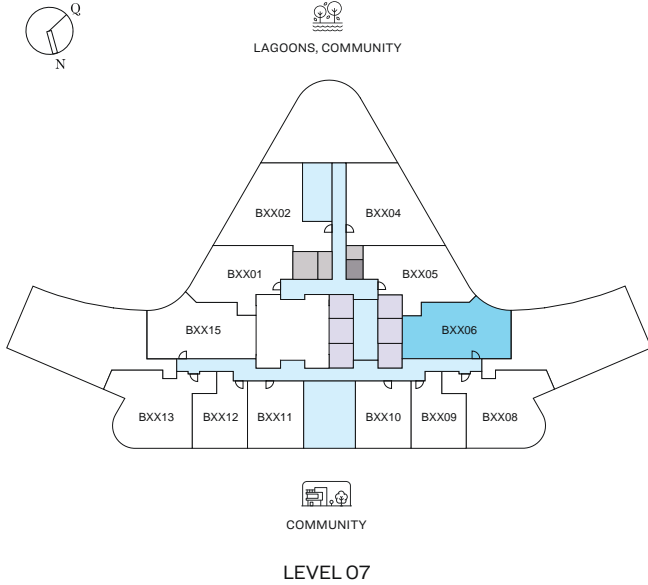 Q
N
LAGOONS, COMMUNITY
BXX02
BXX04
BXX01
BXX05
BXX15
BXX06
BXX13
BXX12
BXX11
BXX10
BXX09
BXX08
COMMUNITY
LEVEL 07